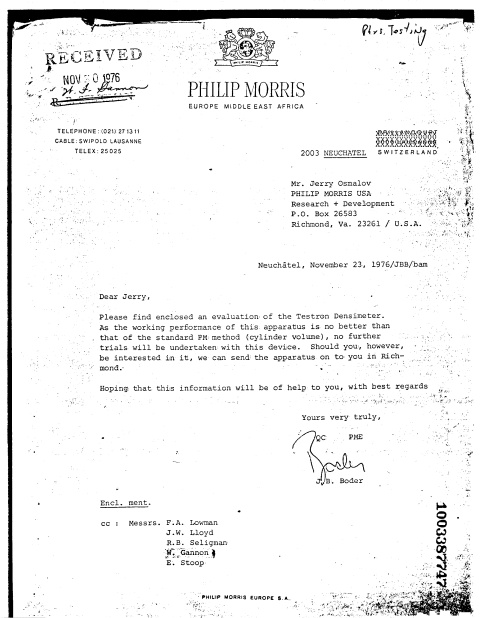 Phys. Testing
RECEIVED
NOV 30 1976
W. F. Gannon
PHILIP MORRIS
PHILIP MORRIS
EUROPE MIDDLE EAST AFRICA
TELEPHONE: (021) 27 13 11
CABLE: SWIPOLO LAUSANNE
TELEX: 25025
2003 NEUCHATEL SWITZERLAND
Mr. Jerry Osmalov
PHILIP MORRIS USA
Research + Development
P.O. Box 26583
Richmond, Va. 23261 / U.S.A.
Neuchâtel, November 23, 1976/JBB/bam
Dear Jerry,
Please find enclosed an evaluation of the Testron Densimeter.
As the working performance of this apparatus is no better than
that of the standard PM method (cylinder volume), no further
trials will be undertaken with this device. Should you, however,
be interested in it, we can send the apparatus on to you in Rich-
mond.
Hoping that this information will be of help to you, with best regards
Yours very truly,
QC PME
Boder
J.B. Boder
Encl. ment.
cc : Messrs. F.A. Lowman
J.W. Lloyd
R.B. Seligman
W. Gannon
E. Stoop
1003387747
PHILIP MORRIS EUROPE S.A.